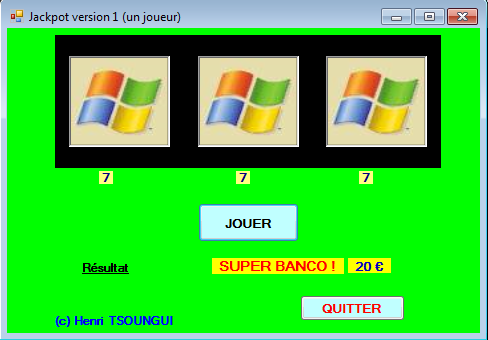 Jackpot version 1 (un joueur)
7 7 7
JOUER
Résultat SUPER BANCO ! 20 €
QUITTER
(c) Henri TSOUNGUI